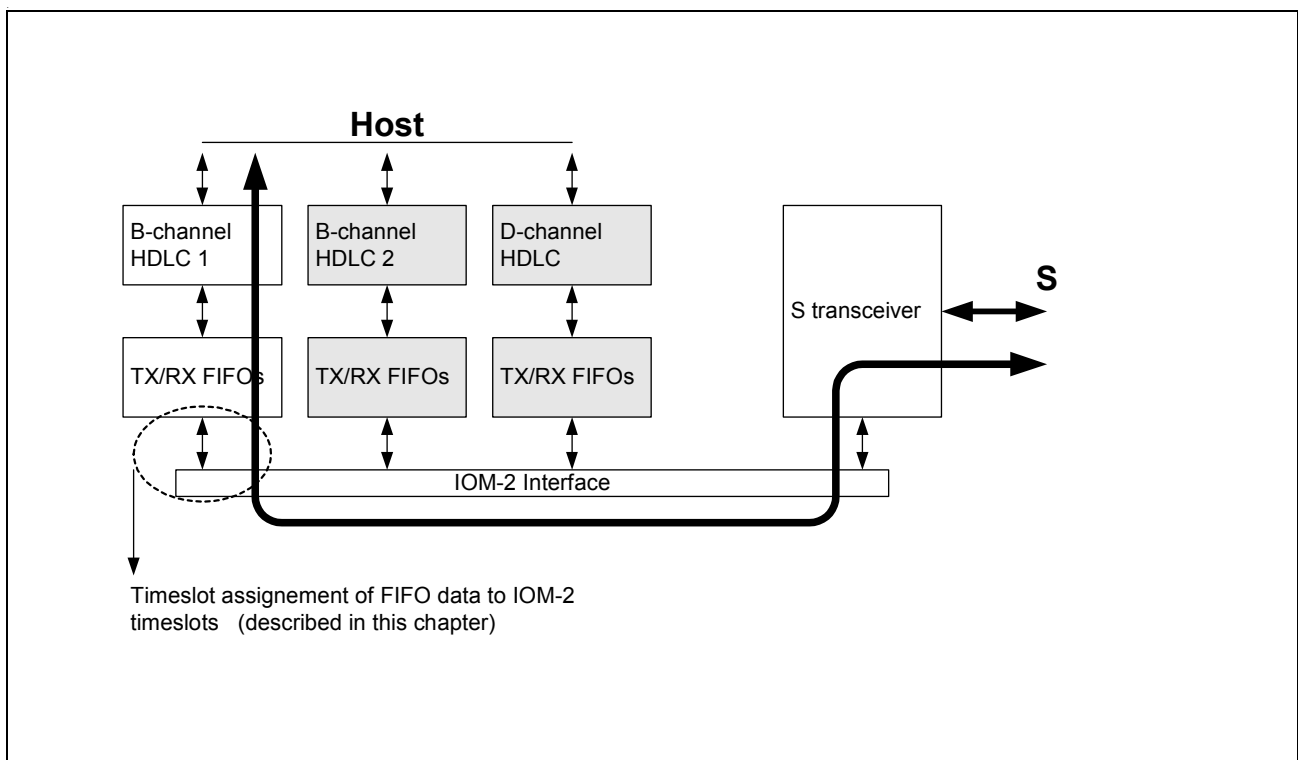 Host
B-channel
HDLC 1
B-channel
HDLC 2
D-channel
HDLC
S transceiver
S
TX/RX FIFOs
TX/RX FIFOs
TX/RX FIFOs
IOM-2 Interface
Timeslot assignement of FIFO data to IOM-2
timeslots (described in this chapter)